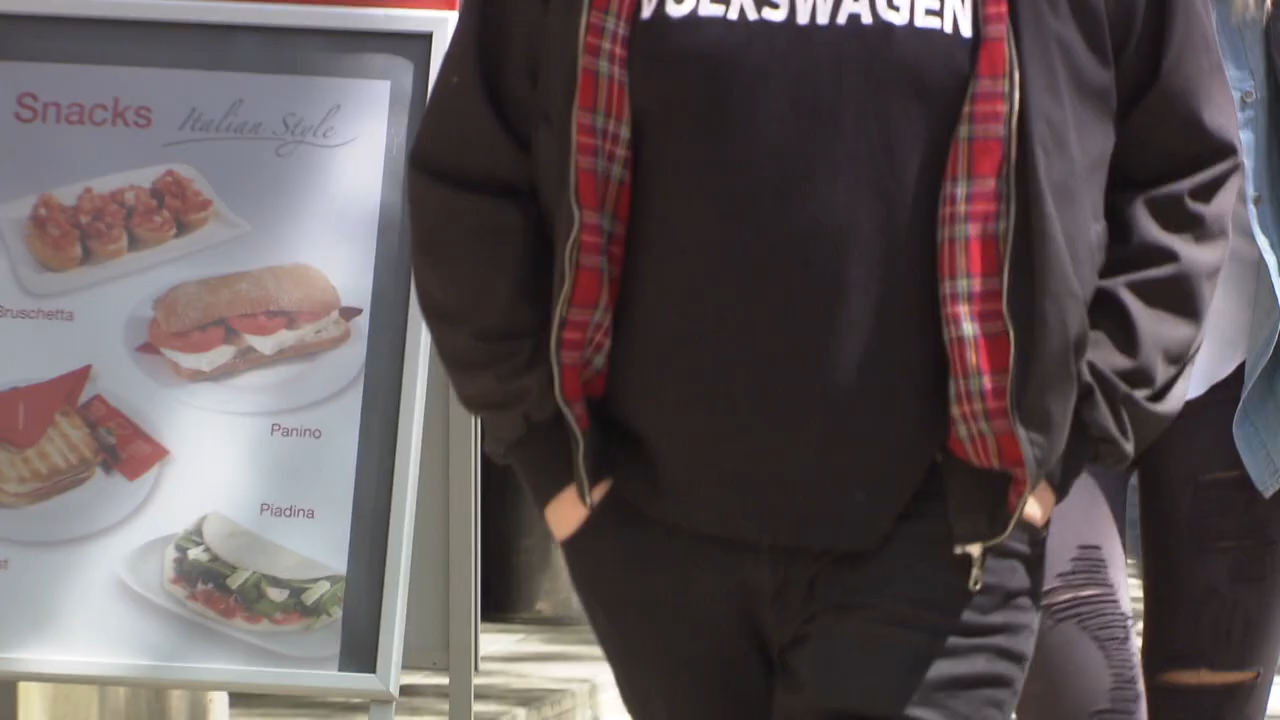 VOLKSWAGEN
Snacks Italian Style
Bruschetta
Panino
Piadina